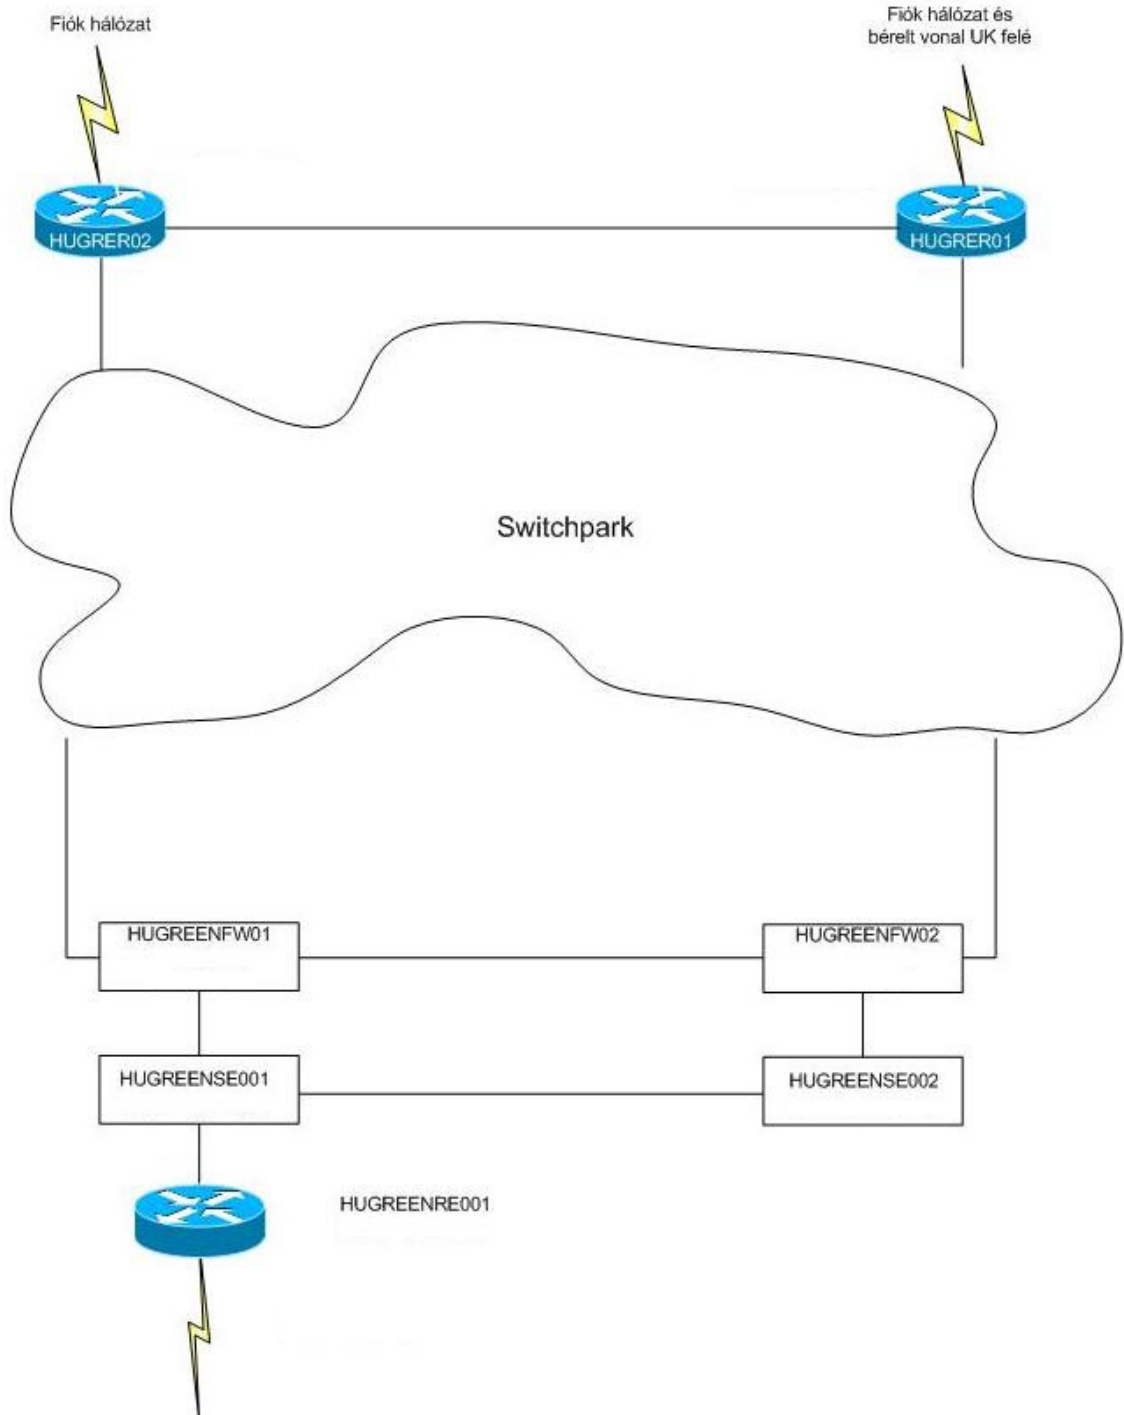 Fiók hálózat
Fiók hálózat és
bérelt vonal UK felé
HUGRER02
HUGRER01
Switchpark
HUGREENFW01
HUGREENFW02
HUGREENSE001
HUGREENSE002
HUGREENRE001